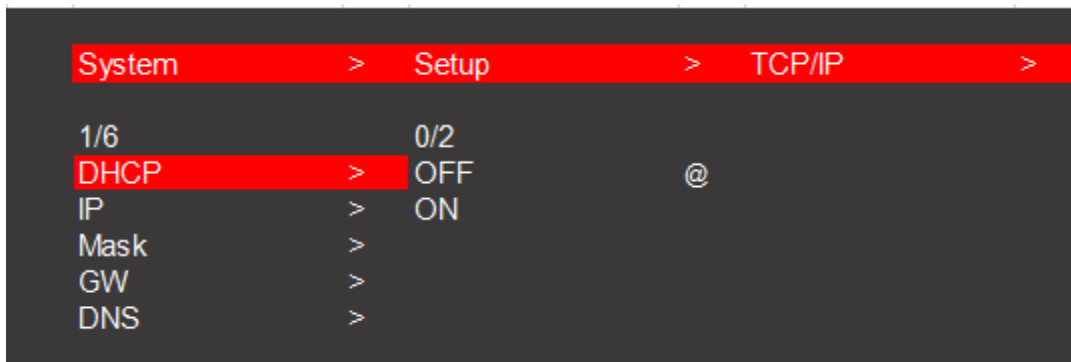 System > Setup > TCP/IP >
1/6 0/2
DHCP > OFF @
IP > ON
Mask >
GW >
DNS >